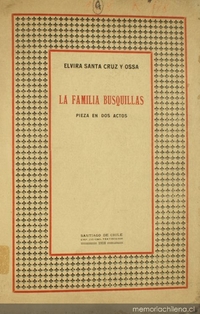 ELVIRA SANTA CRUZ Y OSSA
LA FAMILIA BUSQUILLAS
PIEZA EN DOS ACTOS
SANTIAGO DE CHILE
memoriachilena.cl